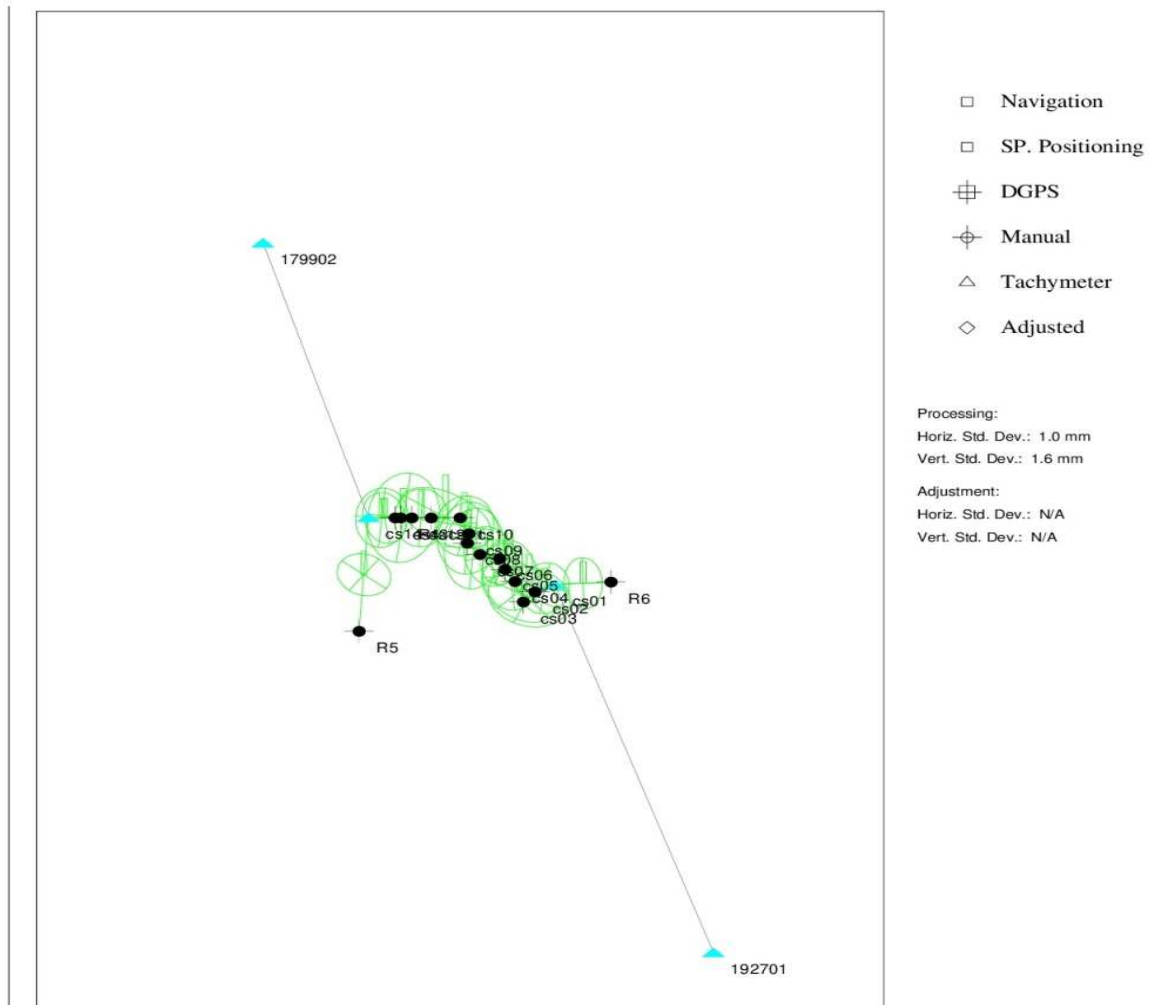 Navigation
SP. Positioning
DGPS
Manual
Tachymeter
Adjusted
Processing:
Horiz. Std. Dev.: 1.0 mm
Vert. Std. Dev.: 1.6 mm
Adjustment:
Horiz. Std. Dev.: N/A
Vert. Std. Dev.: N/A
179902
cs10
cs09
cs08
cs07
cs06
cs05
cs04
cs01
cs02
cs03
R6
R5
192701